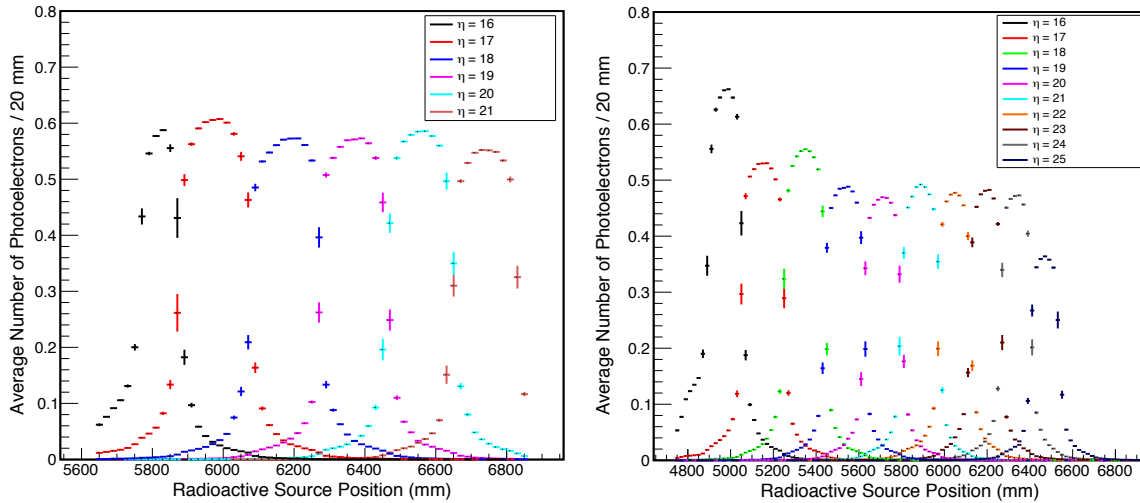 Average Number of Photoelectrons / 20 mm
0.8
0.7
0.6
0.5
0.4
0.3
0.2
0.1
0
η = 16
η = 17
η = 18
η = 19
η = 20
η = 21
5600 5800 6000 6200 6400 6600 6800
Radioactive Source Position (mm)
Average Number of Photoelectrons / 20 mm
0.8
0.7
0.6
0.5
0.4
0.3
0.2
0.1
0
η = 16
η = 17
η = 18
η = 19
η = 20
η = 21
η = 22
η = 23
η = 24
η = 25
4800 5000 5200 5400 5600 5800 6000 6200 6400 6600 6800
Radioactive Source Position (mm)